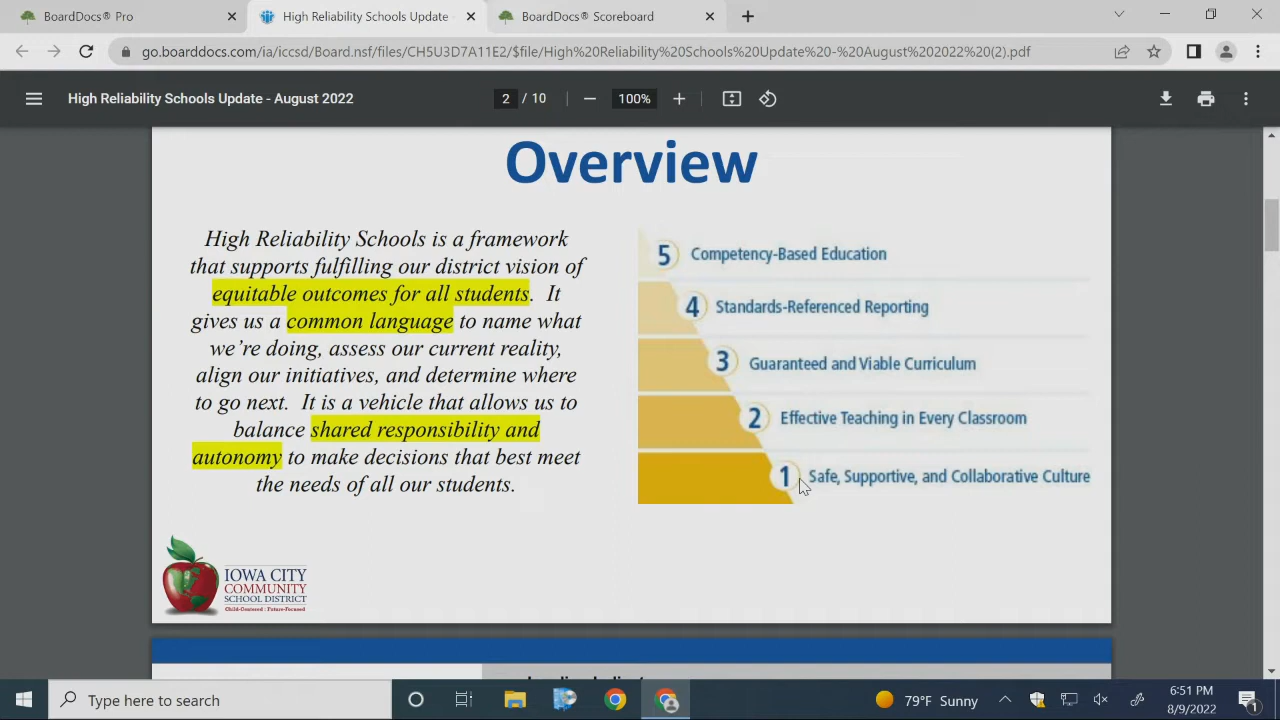 BoardDocs® Pro
High Reliability Schools Update
BoardDocs® Scoreboard
go.boarddocs.com/ia/iccsd/Board.nsf/files/CH5U3D7A11E2/$file/High%20Reliability%20Schools%20Update%20-%20August%202022%20(2).pdf
High Reliability Schools Update - August 2022
2 / 10
100%
Overview
High Reliability Schools is a framework
that supports fulfilling our district vision of
equitable outcomes for all students. It
gives us a common language to name what
we're doing, assess our current reality,
align our initiatives, and determine where
to go next. It is a vehicle that allows us to
balance shared responsibility and
autonomy to make decisions that best meet
the needs of all our students.
5 Competency-Based Education
4 Standards-Referenced Reporting
3 Guaranteed and Viable Curriculum
2 Effective Teaching in Every Classroom
1 Safe, Supportive, and Collaborative Culture
IOWA CITY
COMMUNITY
SCHOOL DISTRICT
Child-Centered : Future-Focused
Type here to search
79°F Sunny
6:51 PM
8/9/2022
1